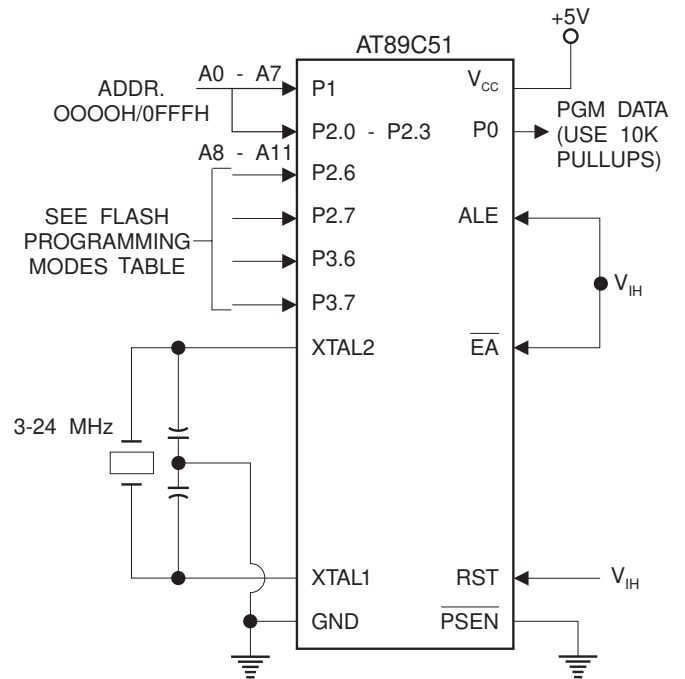 +5V
AT89C51
A0 - A7
ADDR.
OOOOH/0FFFH
P1
VCC
P2.0 - P2.3
P0
PGM DATA
(USE 10K
PULLUPS)
A8 - A11
P2.6
SEE FLASH
PROGRAMMING
MODES TABLE
P2.7
ALE
P3.6
P3.7
VIH
XTAL2
EA
3-24 MHz
XTAL1
RST
VIH
GND
PSEN